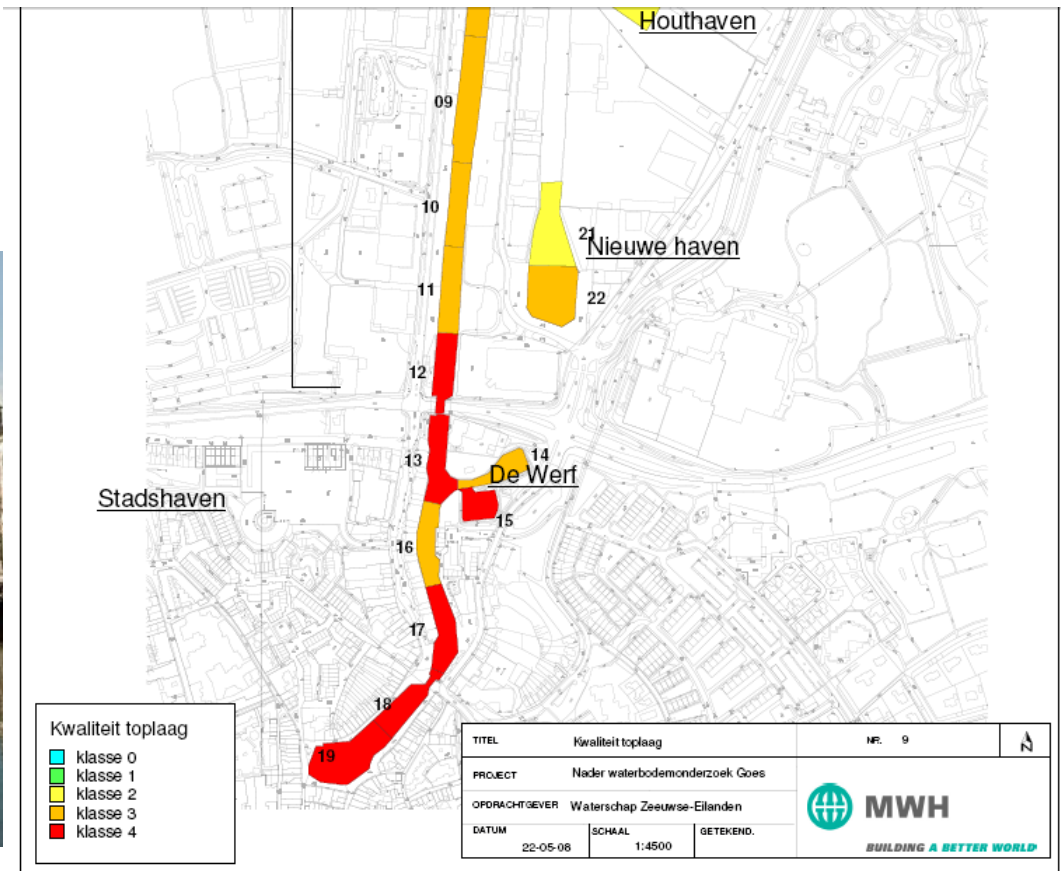 Houthaven
09
10
21
Nieuwe haven
11
22
12
13
14
De Werf
Stadshaven
15
16
17
18
19
Kwaliteit toplaag
klasse 0
klasse 1
klasse 2
klasse 3
klasse 4
TITEL Kwaliteit toplaag NR. 9
PROJECT Nader waterbodemonderzoek Goes
OPDRACHTGEVER Waterschap Zeeuwse-Eilanden
DATUM SCHAAL GETEKEND.
22-05-08 1:4500
MWH
BUILDING A BETTER WORLD